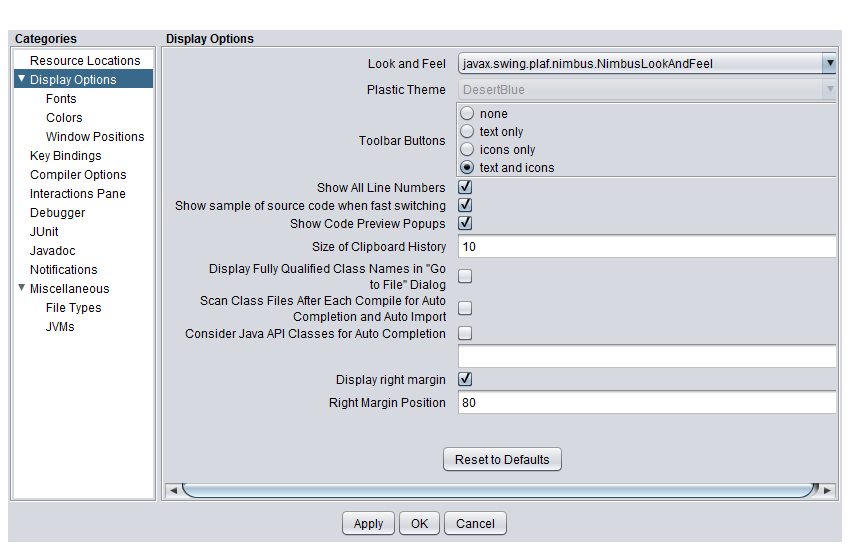 Categories
Resource Locations
Display Options
Fonts
Colors
Window Positions
Key Bindings
Compiler Options
Interactions Pane
Debugger
JUnit
Javadoc
Notifications
Miscellaneous
File Types
JVMs
Display Options
Look and Feel javax.swing.plaf.nimbus.NimbusLookAndFeel
Plastic Theme DesertBlue
Toolbar Buttons
none
text only
icons only
text and icons
Show All Line Numbers
Show sample of source code when fast switching
Show Code Preview Popups
Size of Clipboard History 10
Display Fully Qualified Class Names in "Go
to File" Dialog
Scan Class Files After Each Compile for Auto
Completion and Auto Import
Consider Java API Classes for Auto Completion
Display right margin
Right Margin Position 80
Reset to Defaults
Apply OK Cancel